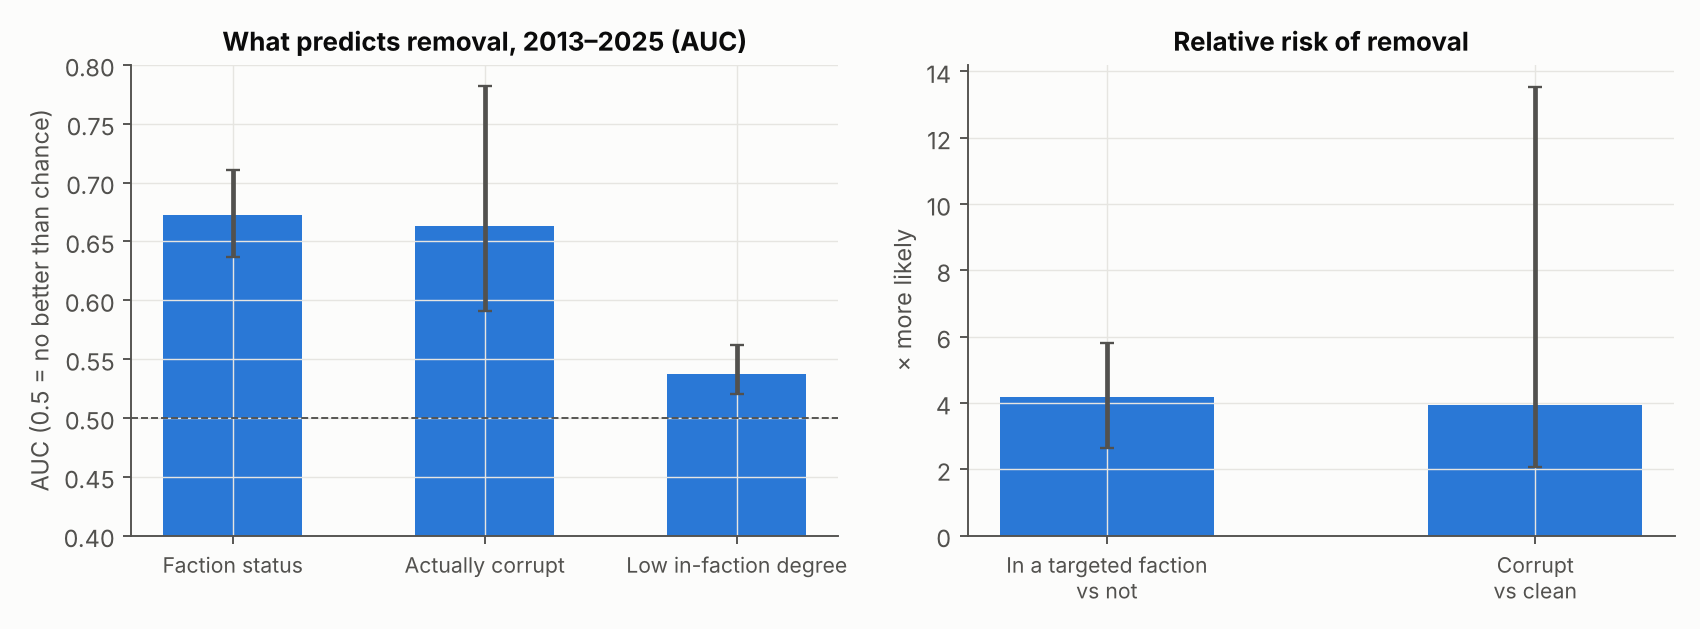 What predicts removal, 2013–2025 (AUC)
AUC (0.5 = no better than chance)
0.80
0.75
0.70
0.65
0.60
0.55
0.50
0.45
0.40
Faction status
Actually corrupt
Low in-faction degree
Relative risk of removal
× more likely
14
12
10
8
6
4
2
0
In a targeted faction
vs not
Corrupt
vs clean